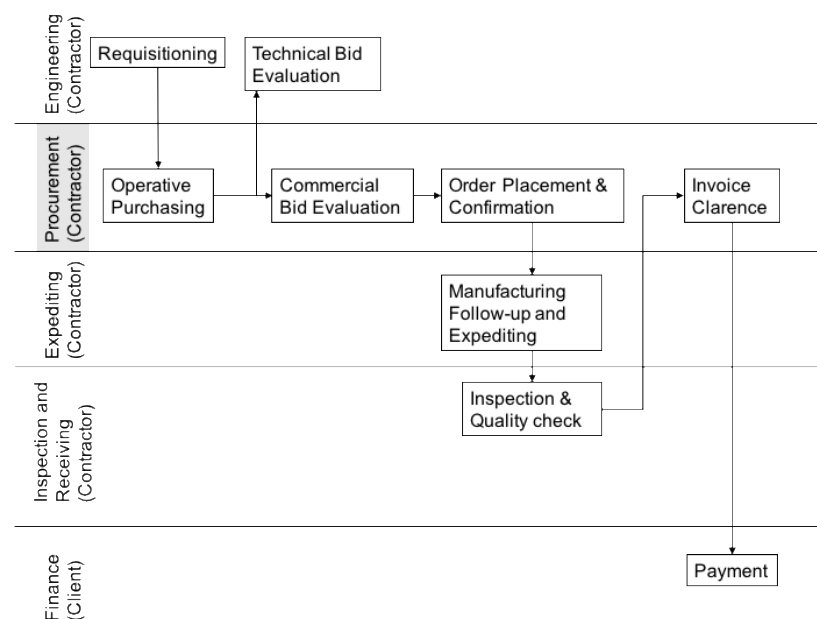 Engineering
(Contractor)
Requisitioning
Technical Bid
Evaluation
Procurement
(Contractor)
Operative
Purchasing
Commercial
Bid Evaluation
Order Placement &
Confirmation
Invoice
Clarence
Expediting
(Contractor)
Manufacturing
Follow-up and
Expediting
Inspection and
Receiving
(Contractor)
Inspection &
Quality check
Finance
(Client)
Payment